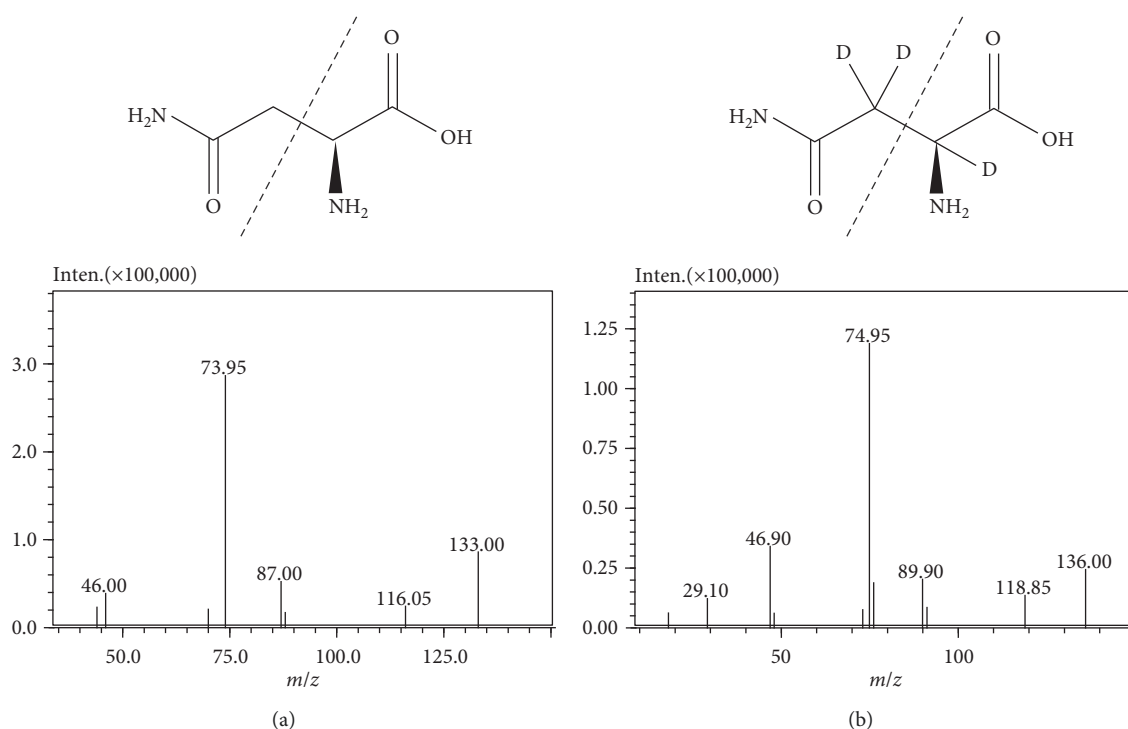 O
O
H₂N
OH
O
NH₂
D
D
O
H₂N
OH
D
O
NH₂
Inten.(×100,000)
3.0
2.0
1.0
0.0
73.95
133.00
87.00
46.00
116.05
50.0 75.0 100.0 125.0
m/z
(a)
Inten.(×100,000)
1.25
1.00
0.75
0.50
0.25
0.00
74.95
46.90
136.00
89.90
29.10
118.85
50 100
m/z
(b)